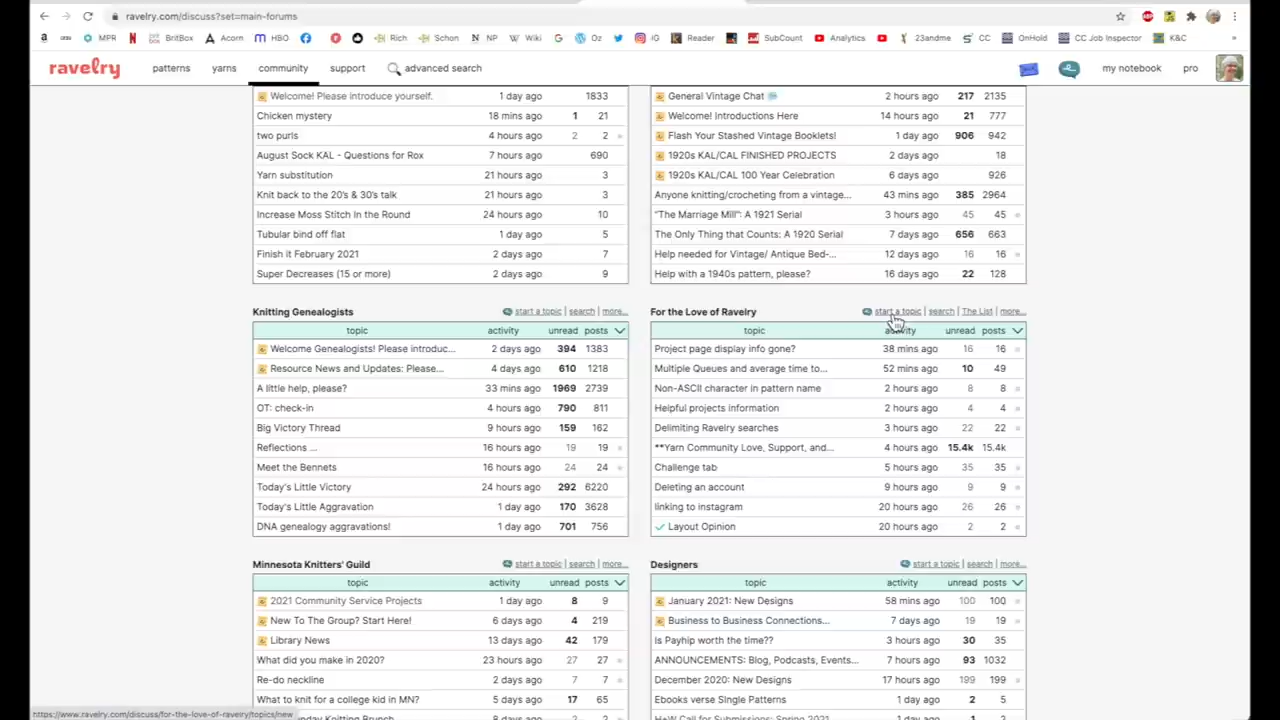 ravelry.com/discuss?set=main-forums
MPR BritBox Acorn HBO Rich Schon NP Wiki Oz IG Reader SubCount Analytics 23andme CC OnHold CC Job Inspector K&C »
ravelry patterns yarns community support advanced search my notebook pro
Welcome! Please introduce yourself. 1 day ago 1833
Chicken mystery 18 mins ago 1 21
two purls 4 hours ago 2 2
August Sock KAL - Questions for Rox 7 hours ago 690
Yarn substitution 21 hours ago 3
Knit back to the 20's & 30's talk 21 hours ago 3
Increase Moss Stitch In the Round 24 hours ago 10
Tubular bind off flat 1 day ago 5
Finish it February 2021 2 days ago 7
Super Decreases (15 or more) 2 days ago 9
General Vintage Chat 2 hours ago 217 2135
Welcome! Introductions Here 14 hours ago 21 777
Flash Your Stashed Vintage Booklets! 1 day ago 906 942
1920s KAL/CAL FINISHED PROJECTS 2 days ago 18
1920s KAL/CAL 100 Year Celebration 6 days ago 926
Anyone knitting/crocheting from a vintage... 43 mins ago 385 2964
"The Marriage Mill": A 1921 Serial 3 hours ago 45 45
The Only Thing that Counts: A 1920 Serial 7 days ago 656 663
Help needed for Vintage/ Antique Bed-... 12 days ago 16 16
Help with a 1940s pattern, please? 16 days ago 22 128
Knitting Genealogists start a topic | search | more...
topic activity unread posts
Welcome Genealogists! Please introduc... 2 days ago 394 1383
Resource News and Updates: Please... 4 days ago 610 1218
A little help, please? 33 mins ago 1969 2739
OT: check-in 4 hours ago 790 811
Big Victory Thread 9 hours ago 159 162
Reflections ... 16 hours ago 19 19
Meet the Bennets 16 hours ago 24 24
Today's Little Victory 24 hours ago 292 6220
Today's Little Aggravation 1 day ago 170 3628
DNA genealogy aggravations! 1 day ago 701 756
For the Love of Ravelry start a topic | search | The List | more...
topic activity unread posts
Project page display info gone? 38 mins ago 16 16
Multiple Queues and average time to... 52 mins ago 10 49
Non-ASCII character in pattern name 2 hours ago 8 8
Helpful projects information 2 hours ago 4 4
Delimiting Ravelry searches 3 hours ago 22 22
**Yarn Community Love, Support, and... 4 hours ago 15.4k 15.4k
Challenge tab 5 hours ago 35 35
Deleting an account 9 hours ago 9 9
linking to instagram 20 hours ago 26 26
Layout Opinion 20 hours ago 2 2
Minnesota Knitters' Guild start a topic | search | more...
topic activity unread posts
2021 Community Service Projects 1 day ago 8 9
New To The Group? Start Here! 6 days ago 4 219
Library News 13 days ago 42 179
What did you make in 2020? 23 hours ago 27 27
Re-do neckline 2 days ago 7 7
What to knit for a college kid in MN? 5 days ago 17 65
Designers start a topic | search | more...
topic activity unread posts
January 2021: New Designs 58 mins ago 100 100
Business to Business Connections... 7 days ago 19 19
Is Payhip worth the time?? 3 hours ago 30 35
ANNOUNCEMENTS: Blog, Podcasts, Events... 7 hours ago 93 1032
December 2020: New Designs 17 hours ago 199 199
Ebooks verse SIngle Patterns 1 day ago 2 5
H+W Call for Submissions: Spring 2021 1 day ago 1 2
https://www.ravelry.com/discuss/for-the-love-of-ravelry/topics/new